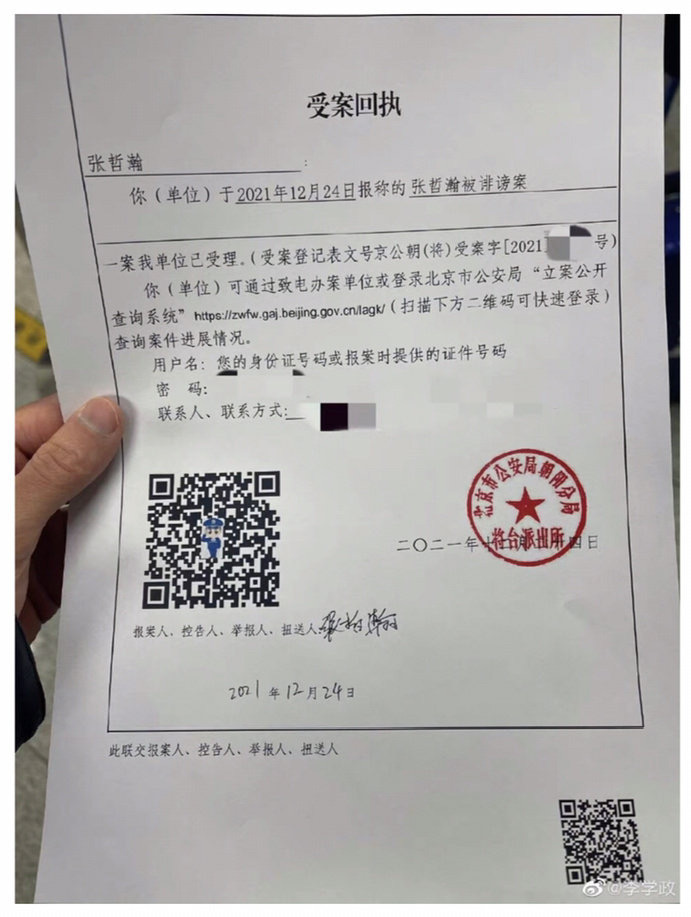 受案回执
张哲瀚：
你（单位）于2021年12月24日报称的张哲瀚被诽谤案
一案我单位已受理。（受案登记表文号京公朝(将)受案字[2021] 号）
你（单位）可通过致电办案单位或登录北京市公安局“立案公开
查询系统”https://zwfw.gaj.beijing.gov.cn/lagk/（扫描下方二维码可快速登录）
查询案件进展情况。
用户名：您的身份证号码或报案时提供的证件号码
密 码：
联系人、联系方式：
北京市公安局朝阳分局
将台派出所
二〇二一年十二月二十四日
报案人、控告人、举报人、扭送人 张哲瀚
2021年12月24日
此联交报案人、控告人、举报人、扭送人
@李学政